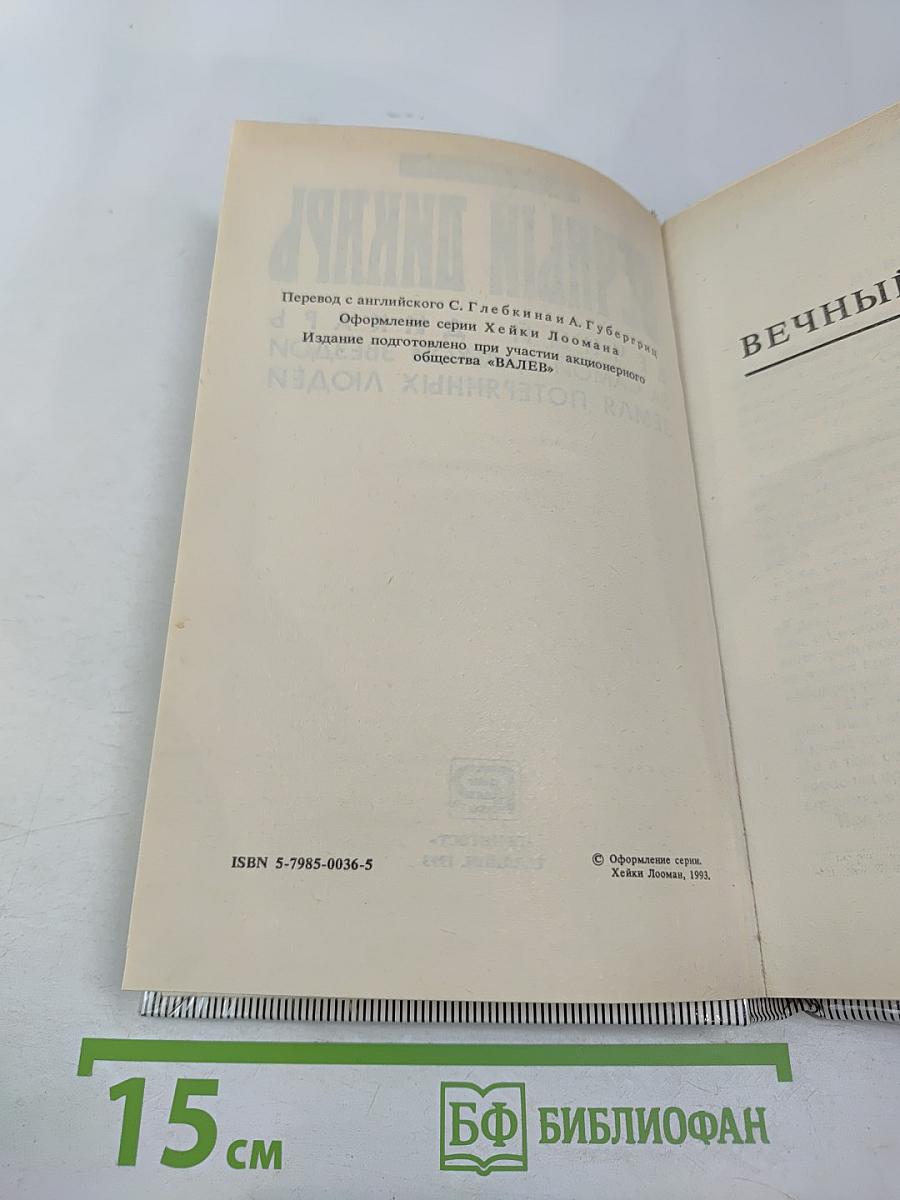 Перевод с английского С. Глебкина и А. Губергриц
Оформление серии Хейки Лоомана
Издание подготовлено при участии акционерного
общества «ВАЛЕВ»
ISBN 5-7985-0036-5
© Оформление серии.
Хейки Лооман, 1993.
ВЕЧНЫЙ
15 см
БФ БИБЛИОФАН